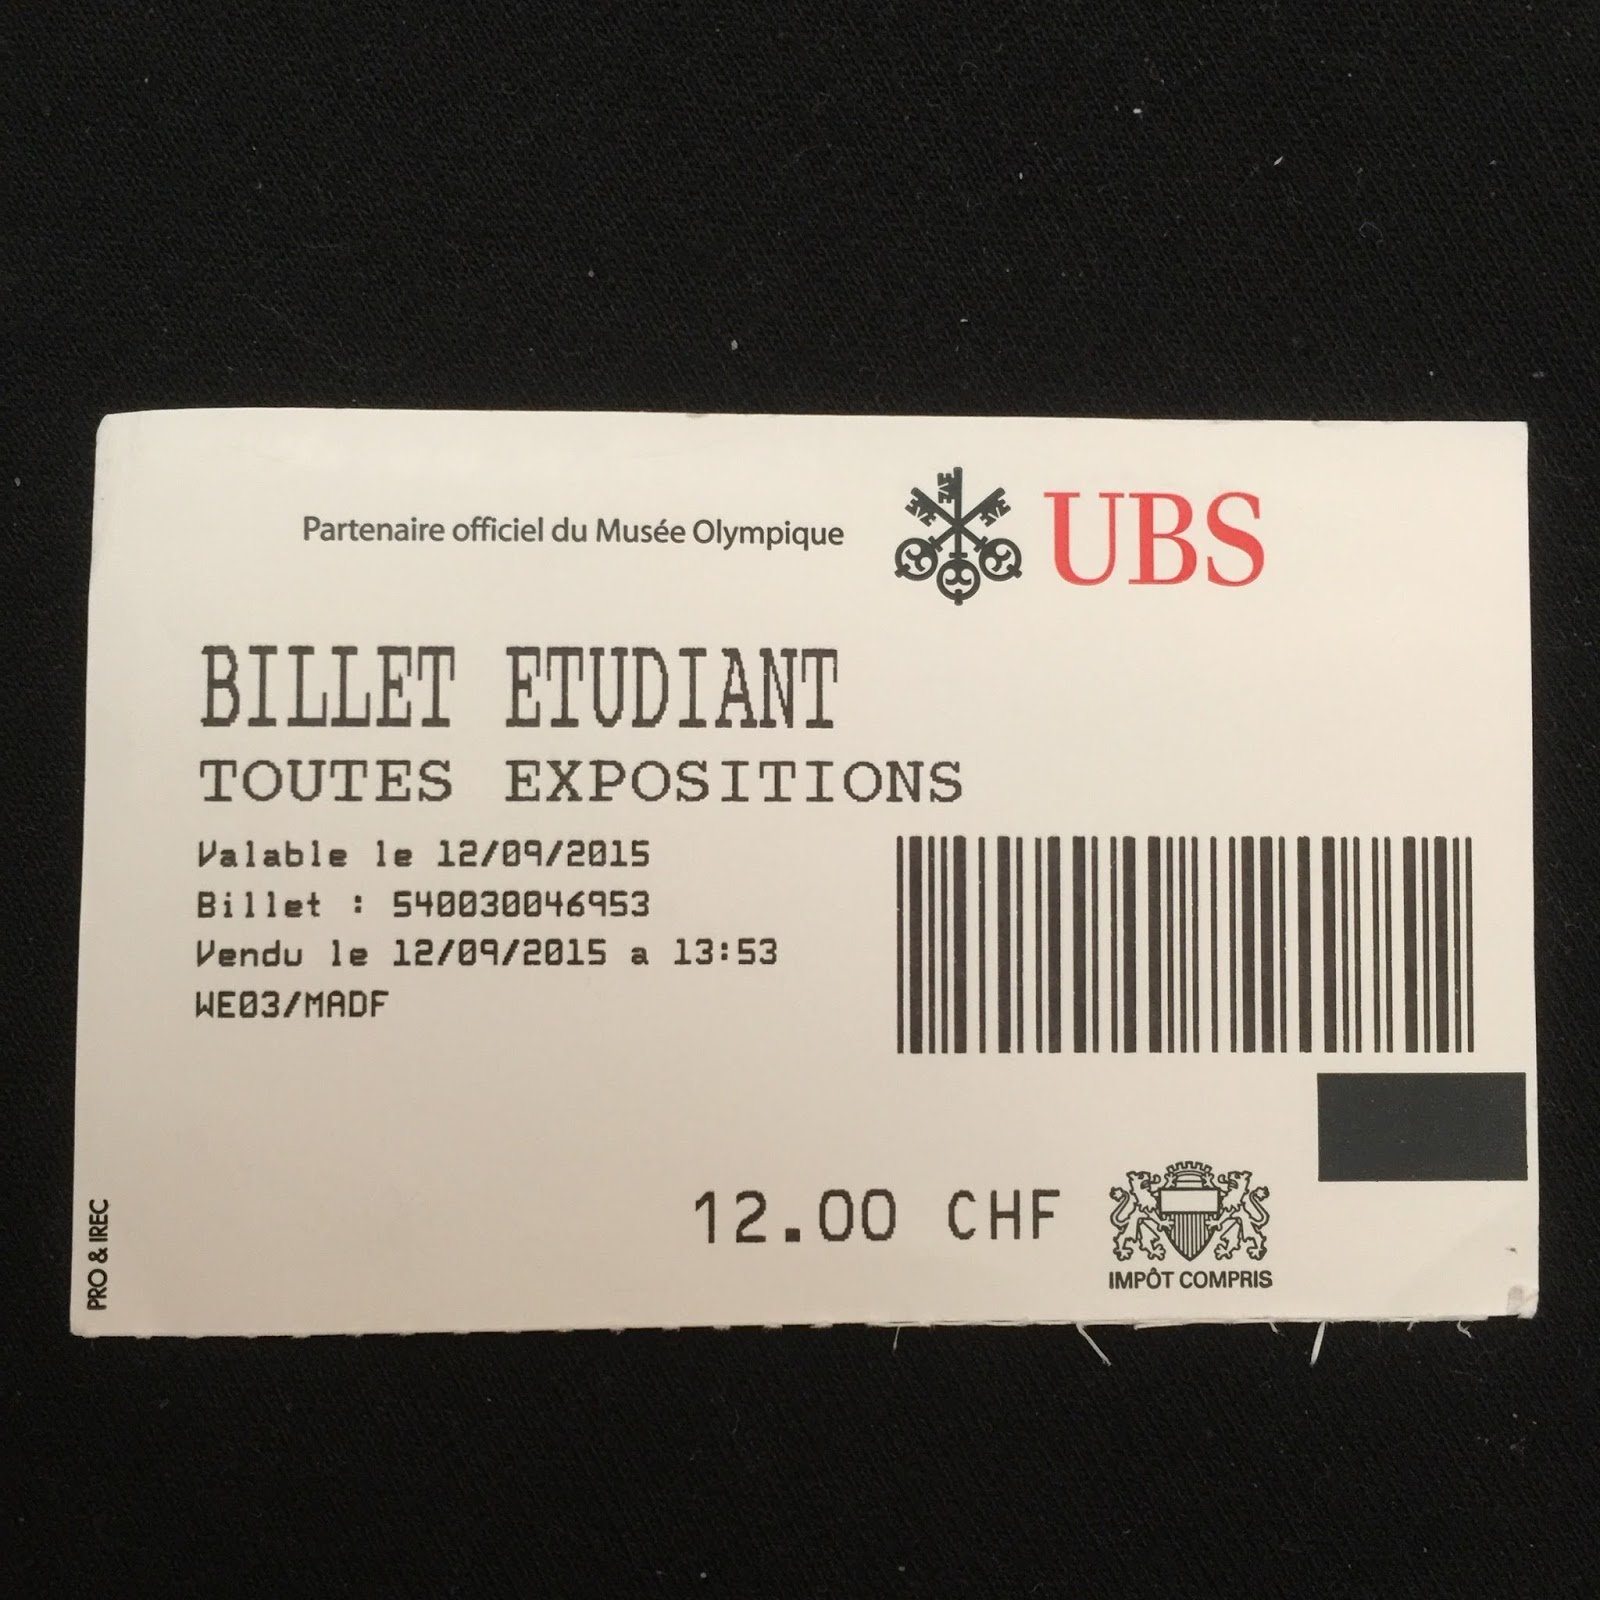 Partenaire officiel du Musée Olympique UBS
BILLET ETUDIANT
TOUTES EXPOSITIONS
Valable le 12/09/2015
Billet : 540030046953
Vendu le 12/09/2015 a 13:53
WE03/MADF
12.00 CHF
IMPÔT COMPRIS
PRO & IREC